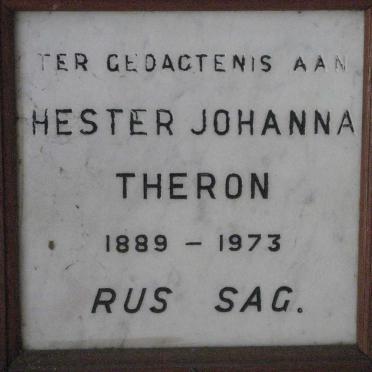 TER GEDAGTENIS AAN
HESTER JOHANNA
THERON
1889 – 1973
RUS SAG.